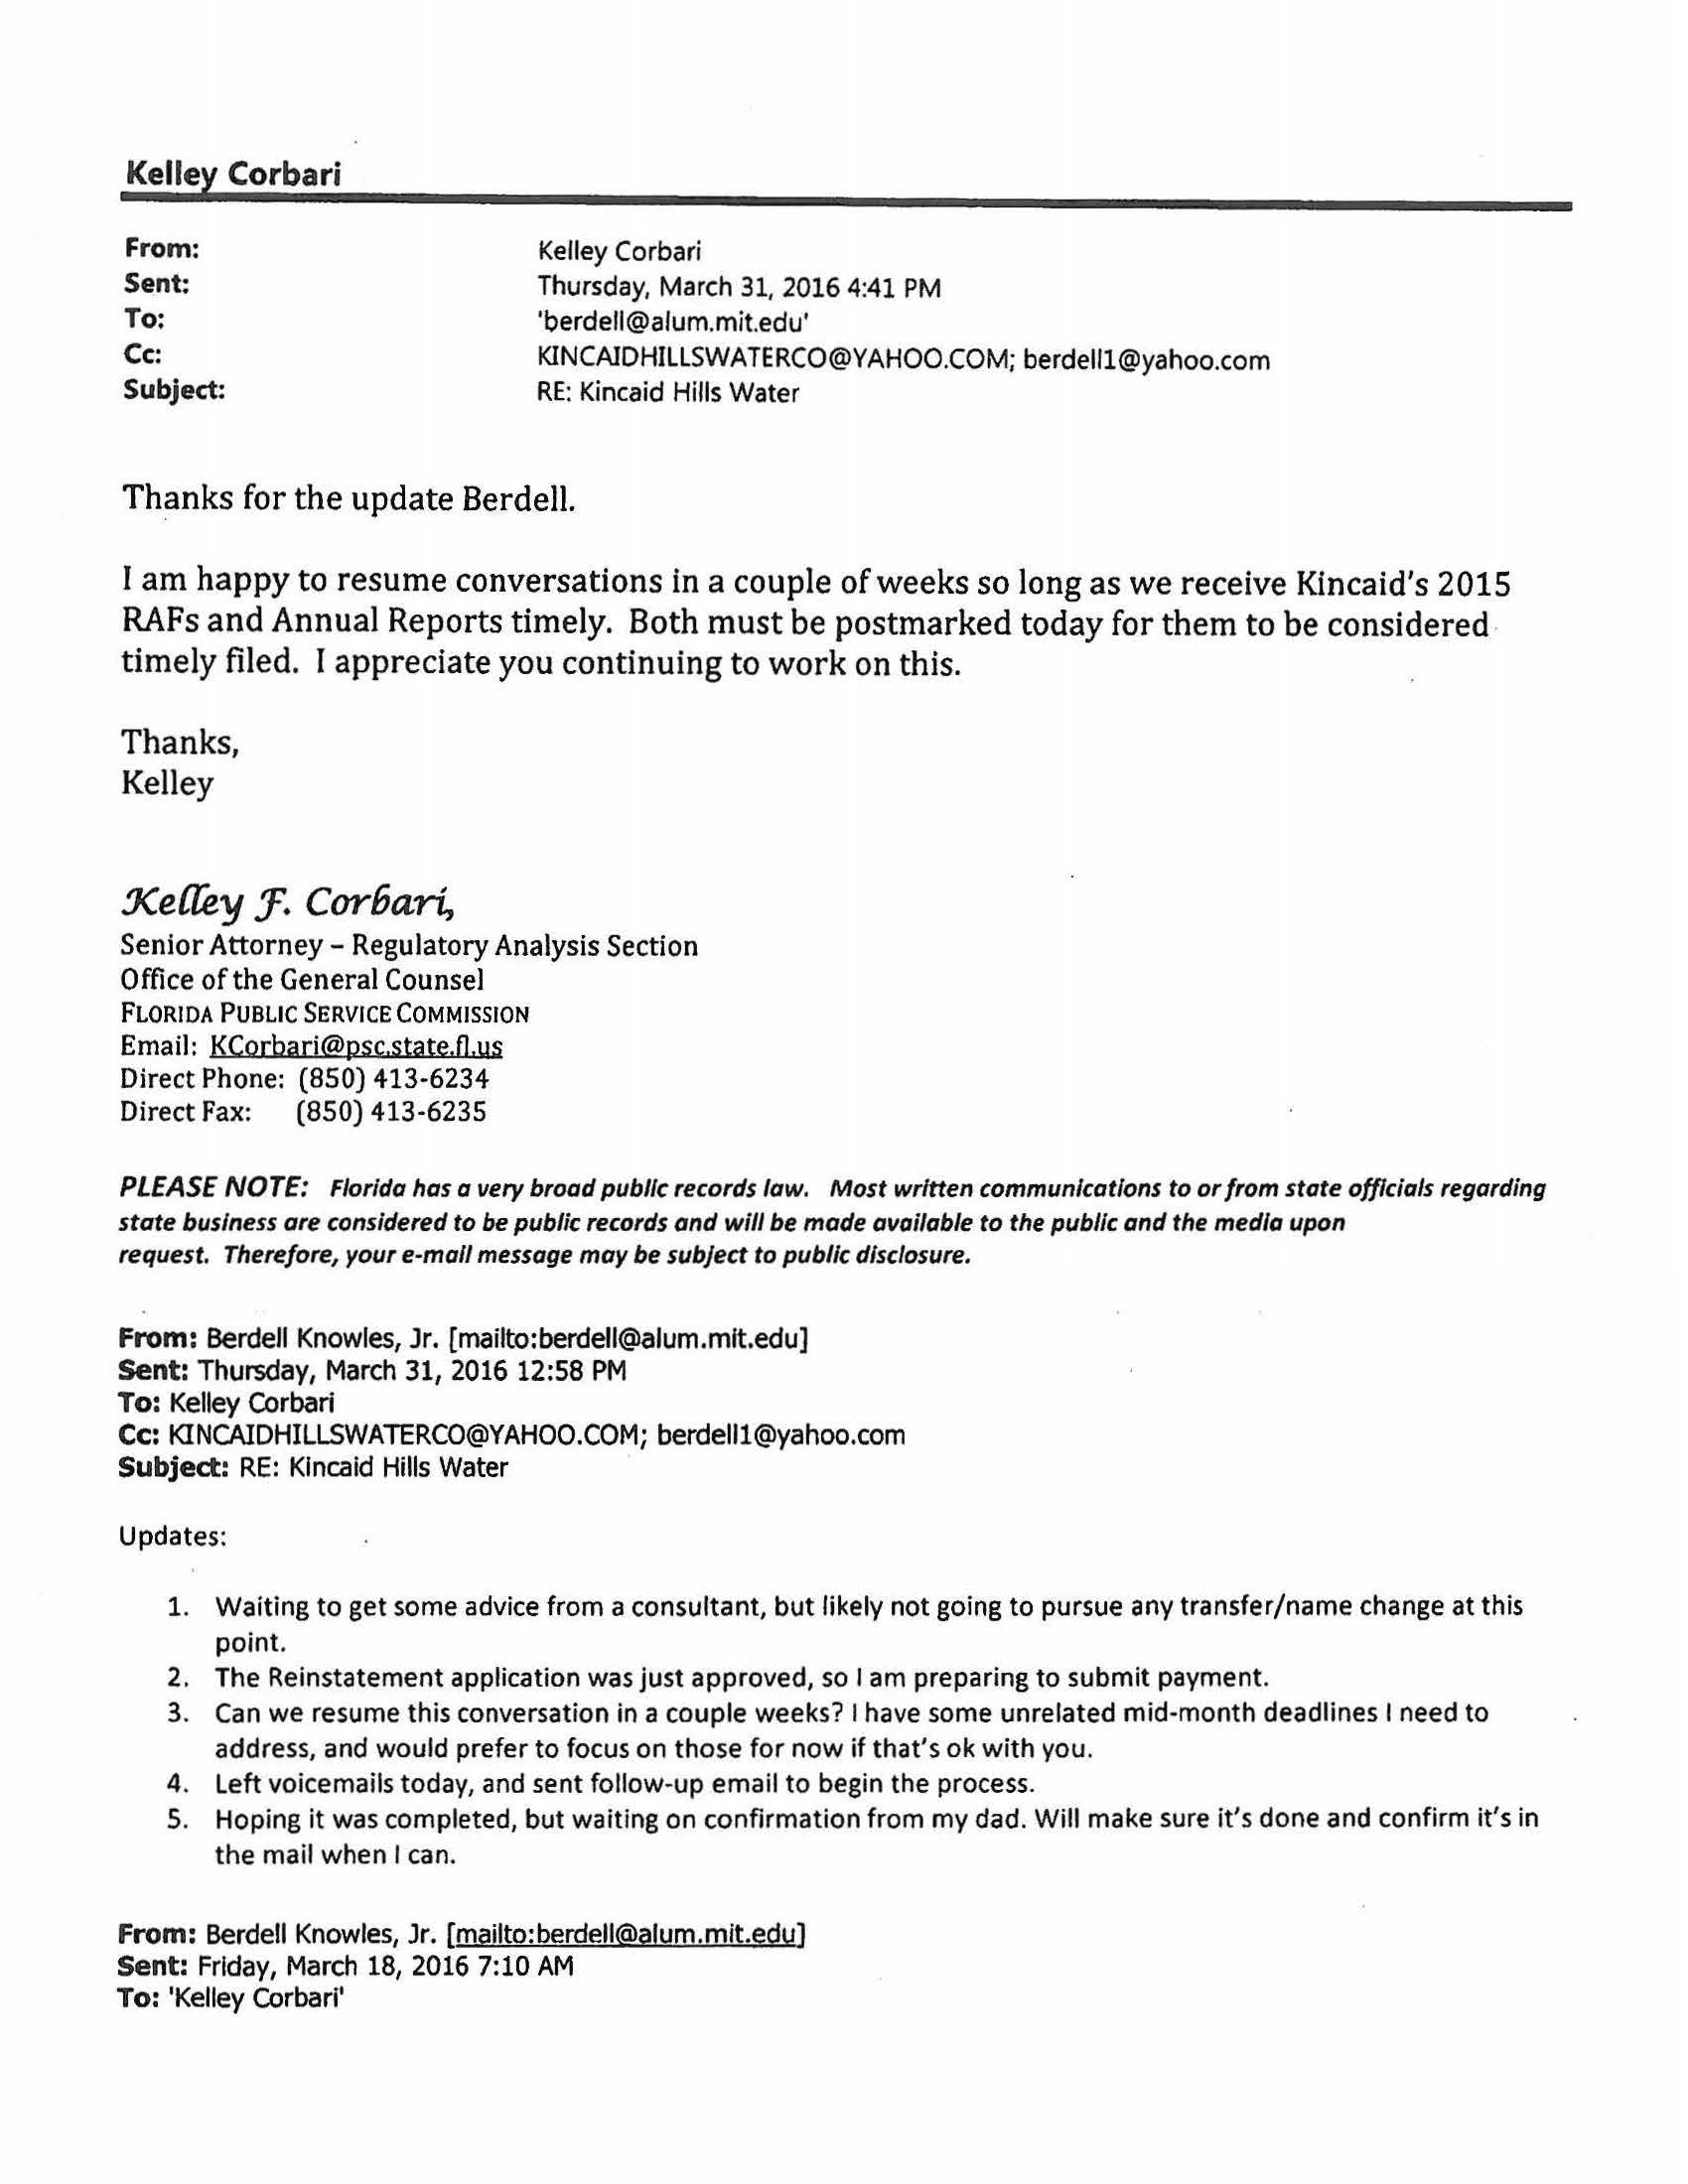 Kelley Corbari
From: Kelley Corbari
Sent: Thursday, March 31, 2016 4:41 PM
To: 'berdell@alum.mit.edu'
Cc: KINCAIDHILLSWATERCO@YAHOO.COM; berdell1@yahoo.com
Subject: RE: Kincaid Hills Water
Thanks for the update Berdell.
I am happy to resume conversations in a couple of weeks so long as we receive Kincaid's 2015
RAFs and Annual Reports timely. Both must be postmarked today for them to be considered
timely filed. I appreciate you continuing to work on this.
Thanks,
Kelley
Kelley F. Corbari,
Senior Attorney – Regulatory Analysis Section
Office of the General Counsel
FLORIDA PUBLIC SERVICE COMMISSION
Email: KCorbari@psc.state.fl.us
Direct Phone: (850) 413-6234
Direct Fax: (850) 413-6235
PLEASE NOTE: Florida has a very broad public records law. Most written communications to or from state officials regarding
state business are considered to be public records and will be made available to the public and the media upon
request. Therefore, your e-mail message may be subject to public disclosure.
From: Berdell Knowles, Jr. [mailto:berdell@alum.mit.edu]
Sent: Thursday, March 31, 2016 12:58 PM
To: Kelley Corbari
Cc: KINCAIDHILLSWATERCO@YAHOO.COM; berdell1@yahoo.com
Subject: RE: Kincaid Hills Water
Updates:
1. Waiting to get some advice from a consultant, but likely not going to pursue any transfer/name change at this
point.
2. The Reinstatement application was just approved, so I am preparing to submit payment.
3. Can we resume this conversation in a couple weeks? I have some unrelated mid-month deadlines I need to
address, and would prefer to focus on those for now if that's ok with you.
4. Left voicemails today, and sent follow-up email to begin the process.
5. Hoping it was completed, but waiting on confirmation from my dad. Will make sure it's done and confirm it's in
the mail when I can.
From: Berdell Knowles, Jr. [mailto:berdell@alum.mit.edu]
Sent: Friday, March 18, 2016 7:10 AM
To: 'Kelley Corbari'